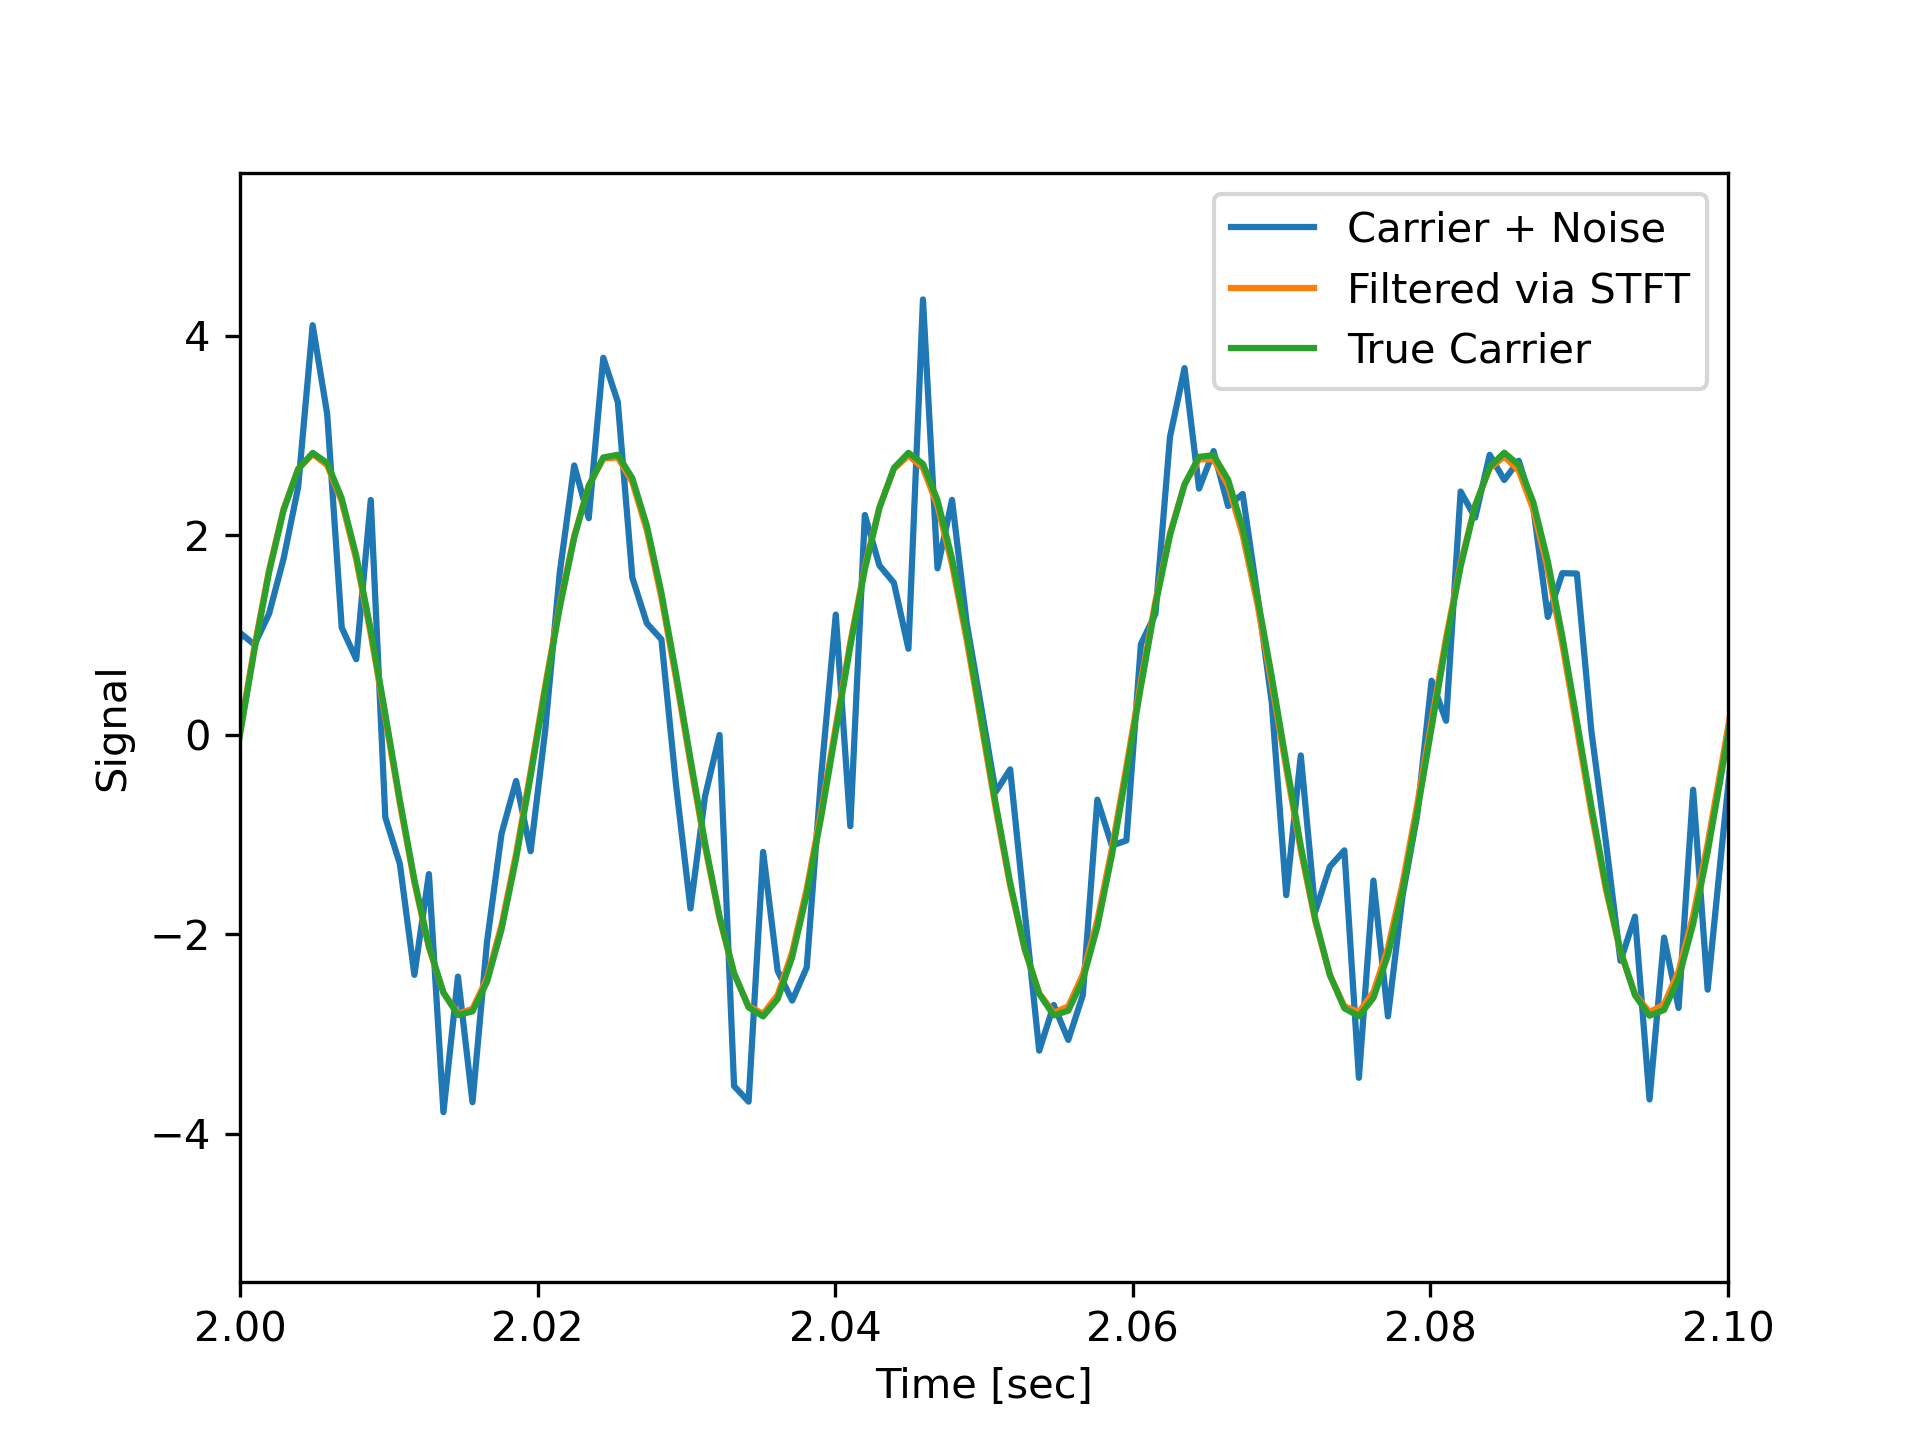 Carrier + Noise
Filtered via STFT
True Carrier
4
2
0
−2
−4
Signal
2.00 2.02 2.04 2.06 2.08 2.10
Time [sec]